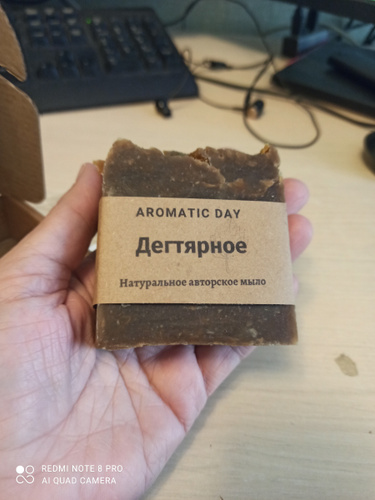 AROMATIC DAY
Дегтярное
Натуральное авторское мыло
REDMI NOTE 8 PRO
AI QUAD CAMERA